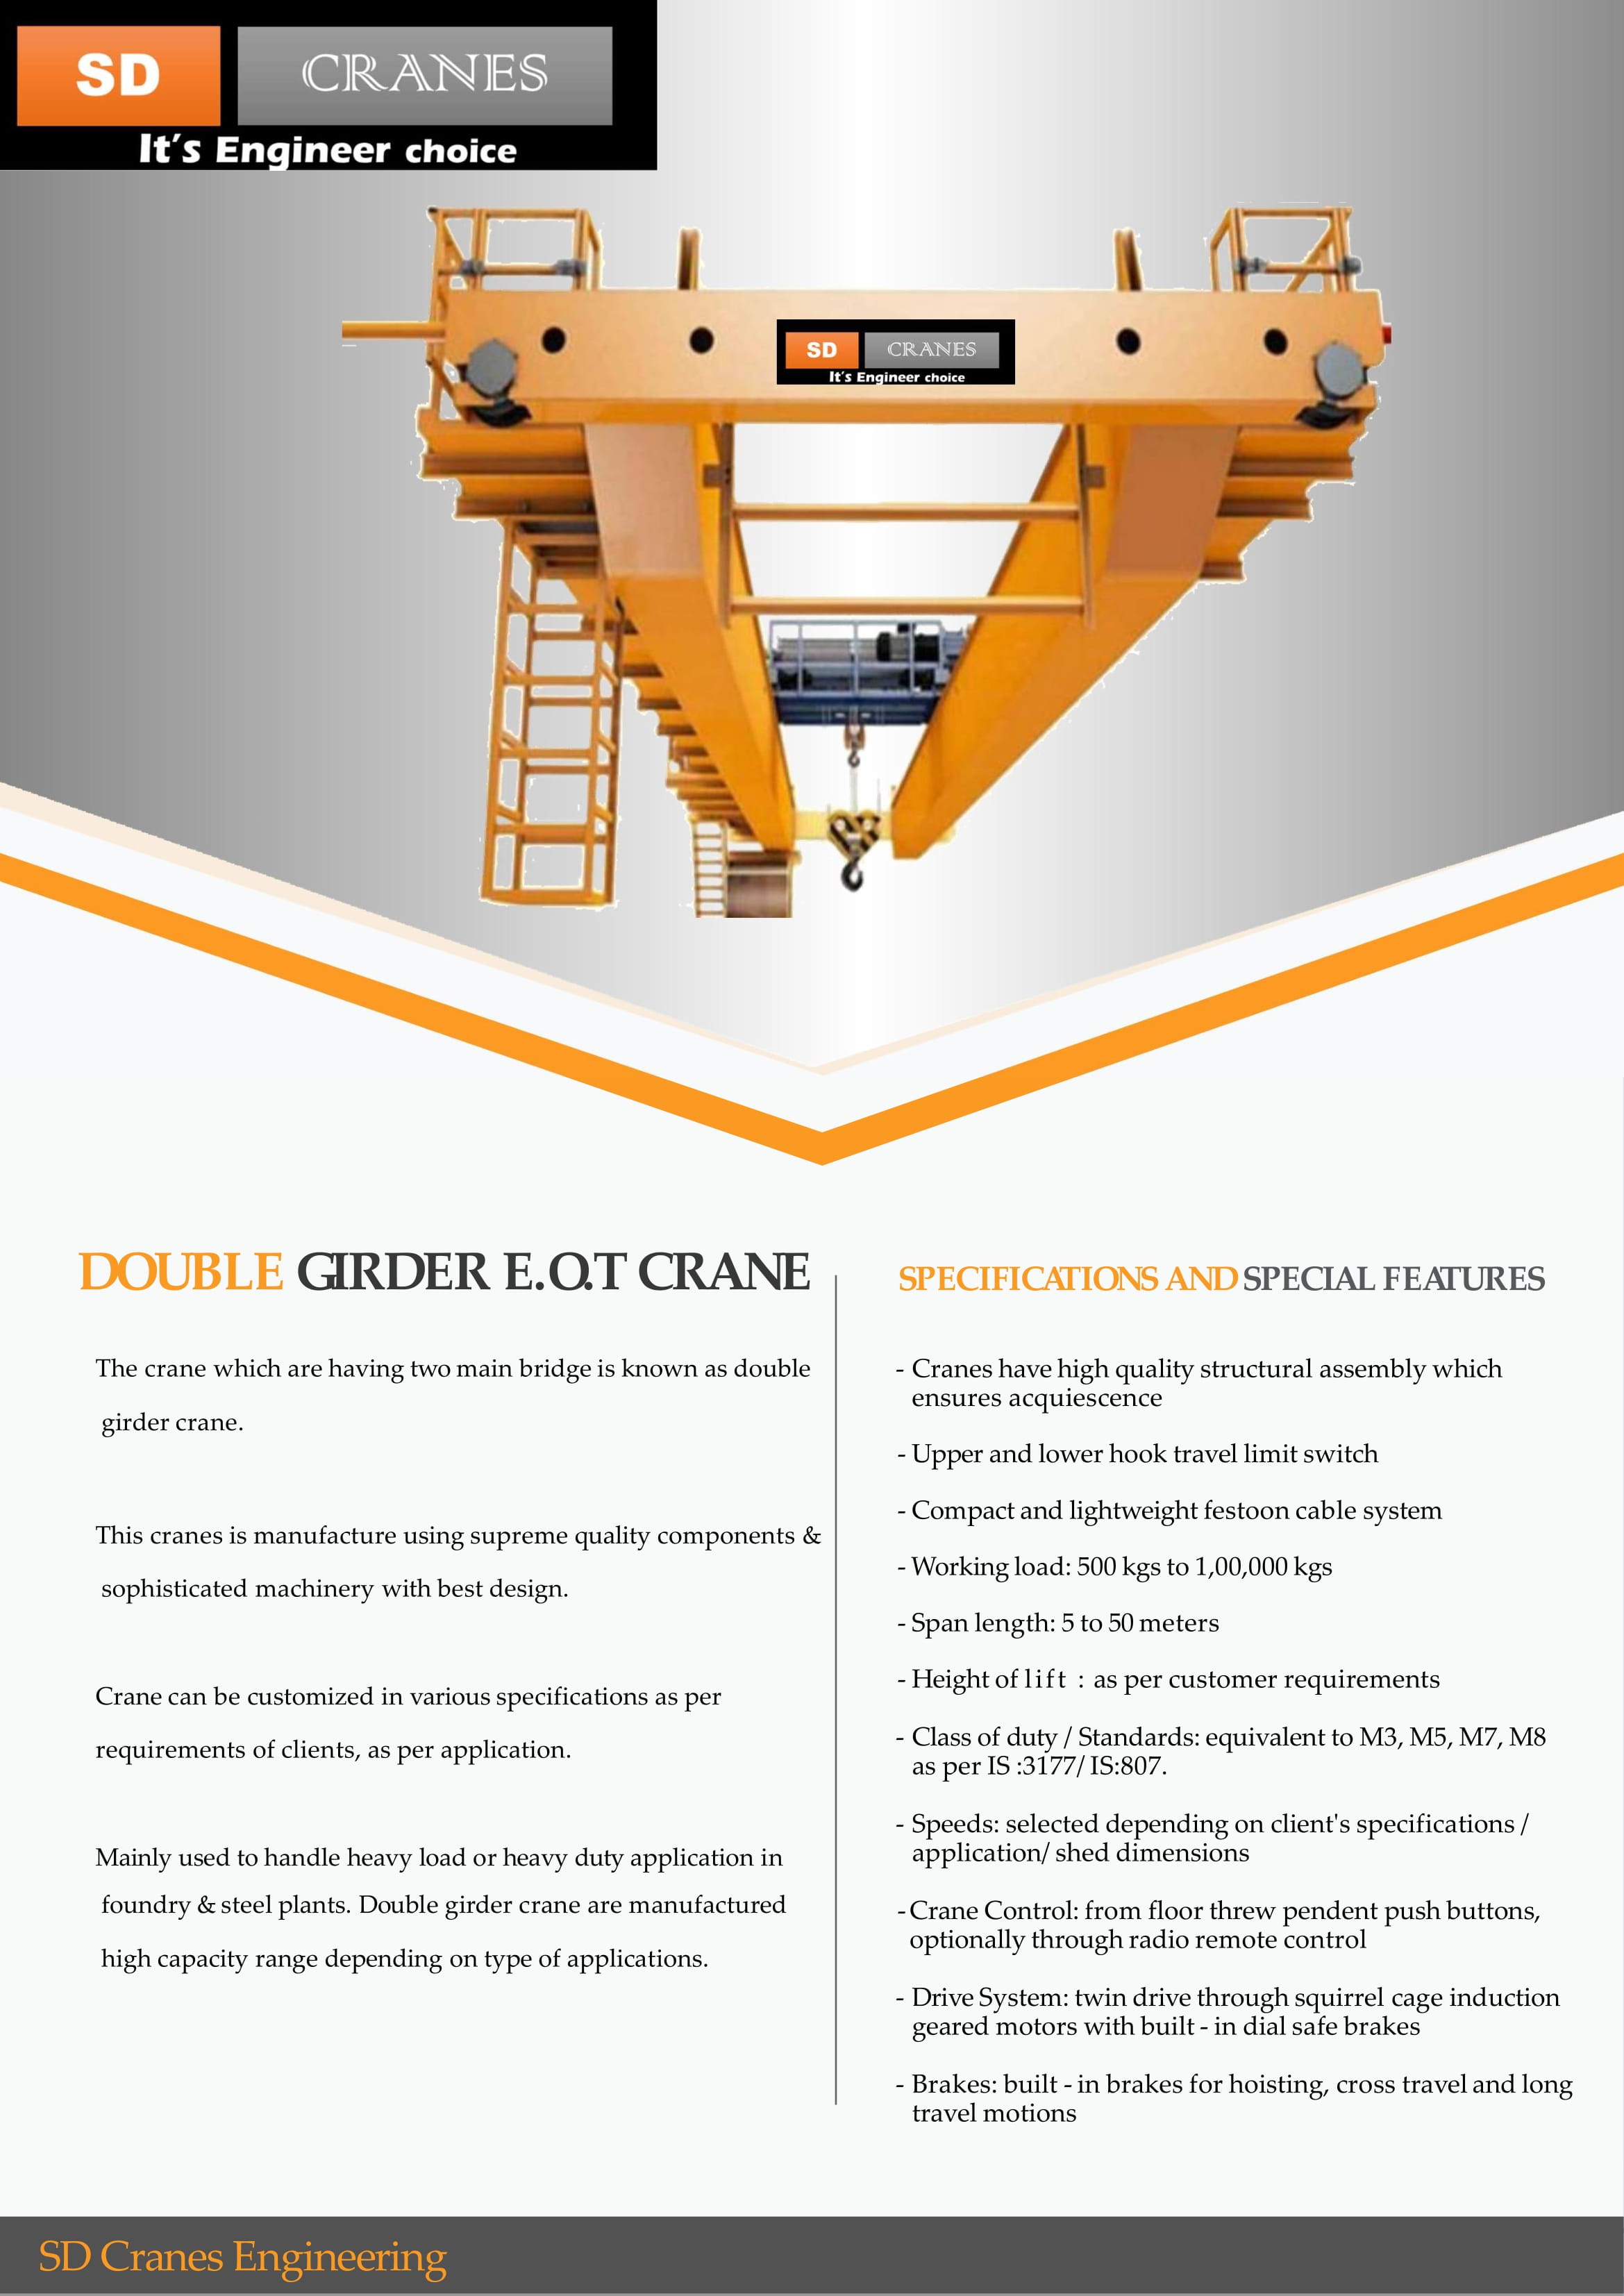 SD CRANES
It's Engineer choice
SD CRANES
It's Engineer choice
DOUBLE GIRDER E.O.T CRANE
The crane which are having two main bridge is known as double
girder crane.
This cranes is manufacture using supreme quality components &
sophisticated machinery with best design.
Crane can be customized in various specifications as per
requirements of clients, as per application.
Mainly used to handle heavy load or heavy duty application in
foundry & steel plants. Double girder crane are manufactured
high capacity range depending on type of applications.
SPECIFICATIONS AND SPECIAL FEATURES
- Cranes have high quality structural assembly which
ensures acquiescence
- Upper and lower hook travel limit switch
- Compact and lightweight festoon cable system
- Working load: 500 kgs to 1,00,000 kgs
- Span length: 5 to 50 meters
- Height of lift : as per customer requirements
- Class of duty / Standards: equivalent to M3, M5, M7, M8
as per IS :3177/ IS:807.
- Speeds: selected depending on client's specifications /
application/ shed dimensions
- Crane Control: from floor threw pendent push buttons,
optionally through radio remote control
- Drive System: twin drive through squirrel cage induction
geared motors with built - in dial safe brakes
- Brakes: built - in brakes for hoisting, cross travel and long
travel motions
SD Cranes Engineering